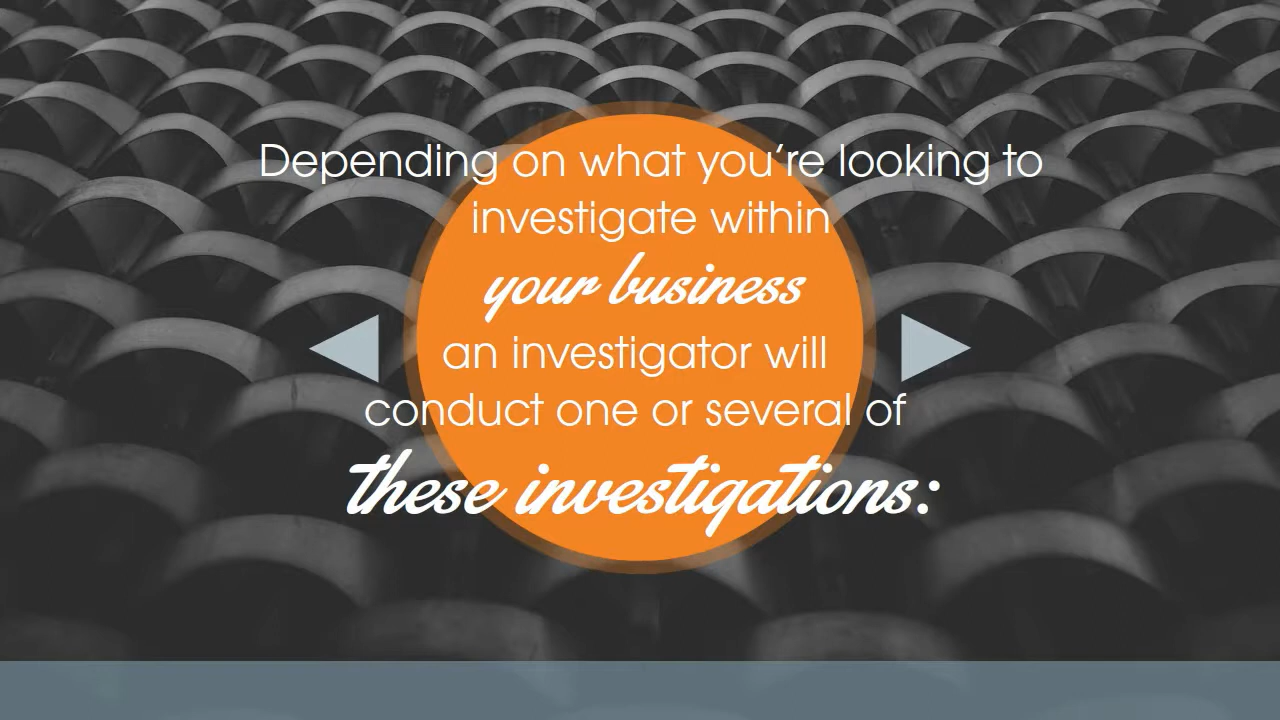 Depending on what you‘re looking to
investigate within
your business
an investigator will
conduct one or several of
these investigations: